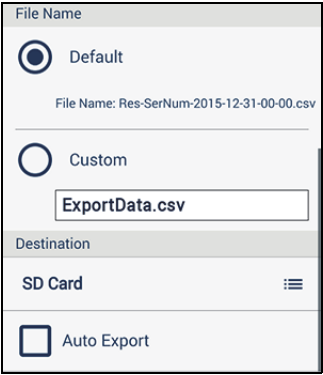 File Name
Default
File Name: Res-SerNum-2015-12-31-00-00.csv
Custom
ExportData.csv
Destination
SD Card
Auto Export